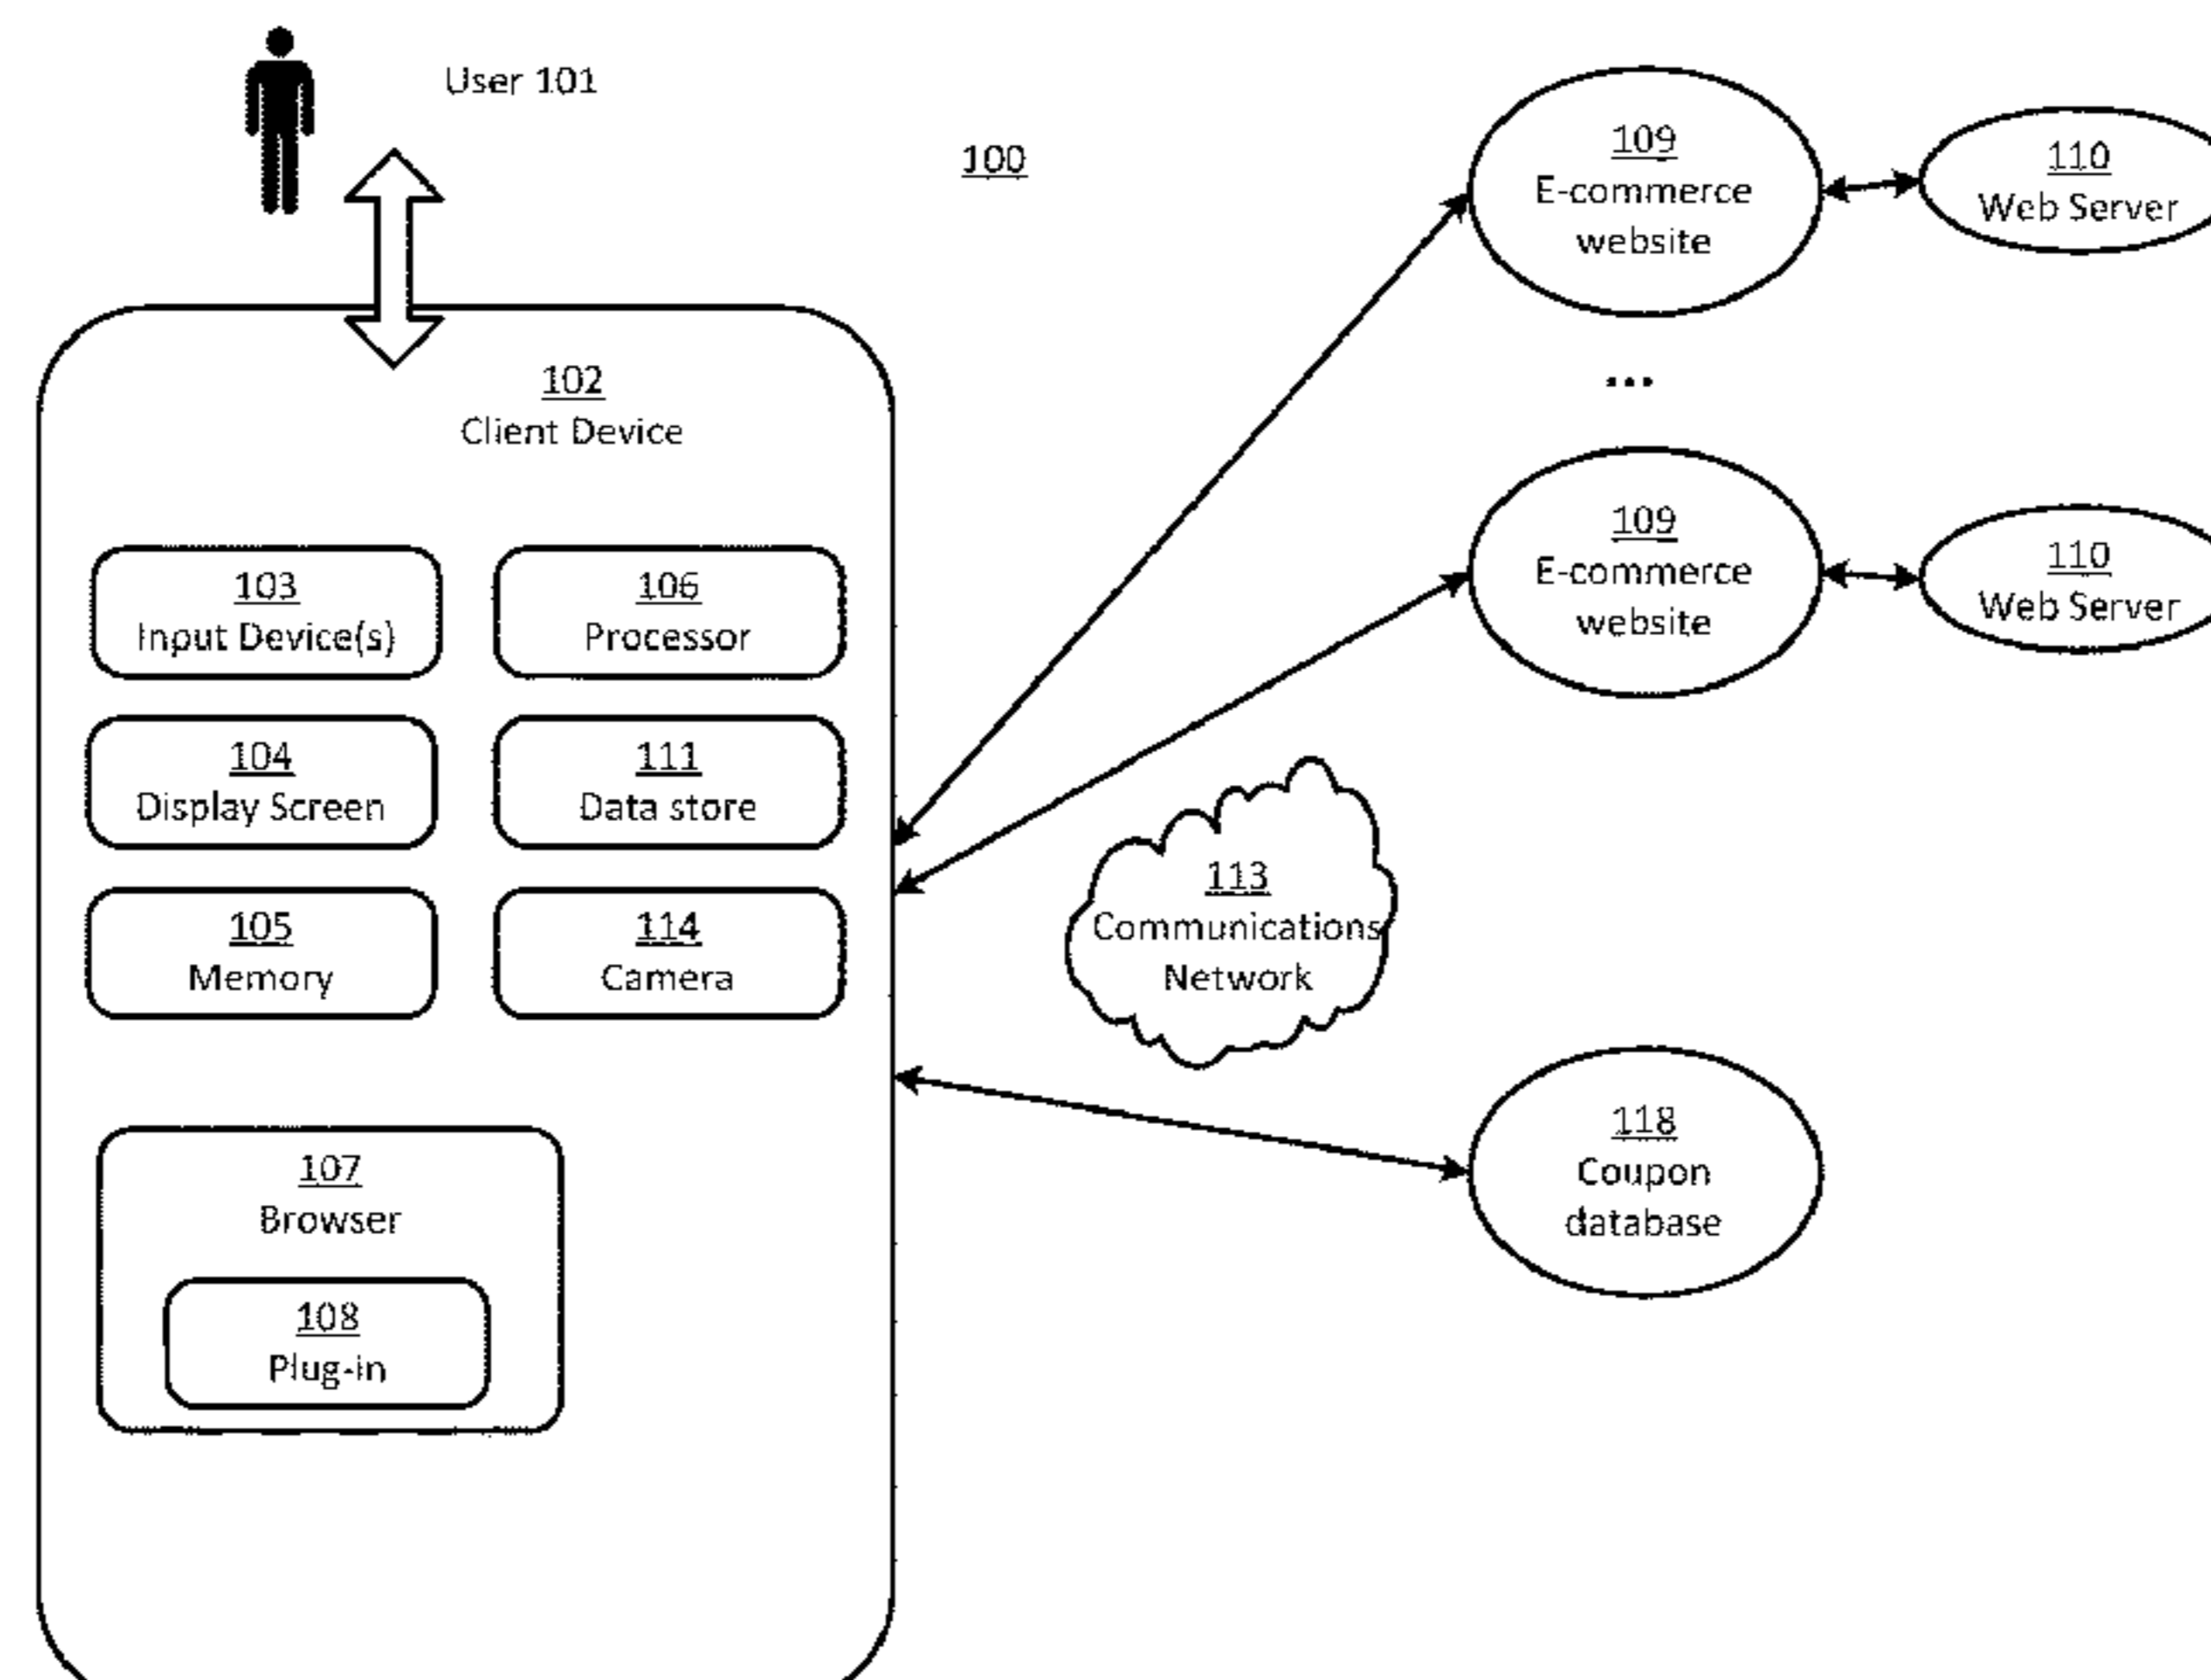 User 101
100
109
E-commerce
website
110
Web Server
...
102
Client Device
109
E-commerce
website
110
Web Server
103
Input Device(s)
106
Processor
104
Display Screen
111
Data store
105
Memory
114
Camera
113
Communications
Network
107
Browser
108
Plug-in
118
Coupon
database